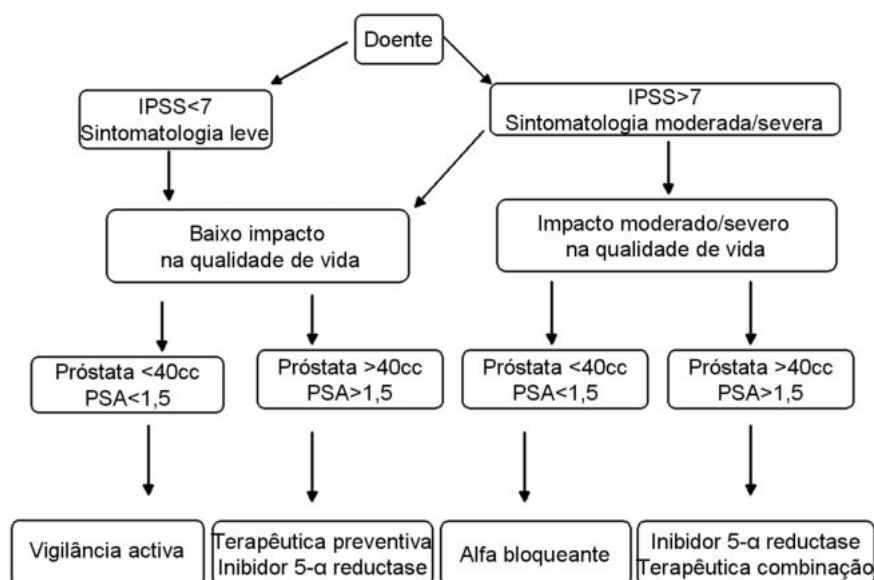 Doente
IPSS<7
Sintomatologia leve
IPSS>7
Sintomatologia moderada/severa
Baixo impacto
na qualidade de vida
Impacto moderado/severo
na qualidade de vida
Próstata <40cc
PSA<1,5
Próstata >40cc
PSA>1,5
Próstata <40cc
PSA<1,5
Próstata >40cc
PSA>1,5
Vigilância activa
Terapêutica preventiva
Inibidor 5-α reductase
Alfa bloqueante
Inibidor 5-α reductase
Terapêutica combinação